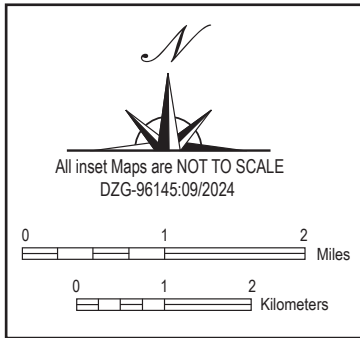 N
All inset Maps are NOT TO SCALE
DZG-96145:09/2024
0 1 2
Miles
0 1 2
Kilometers